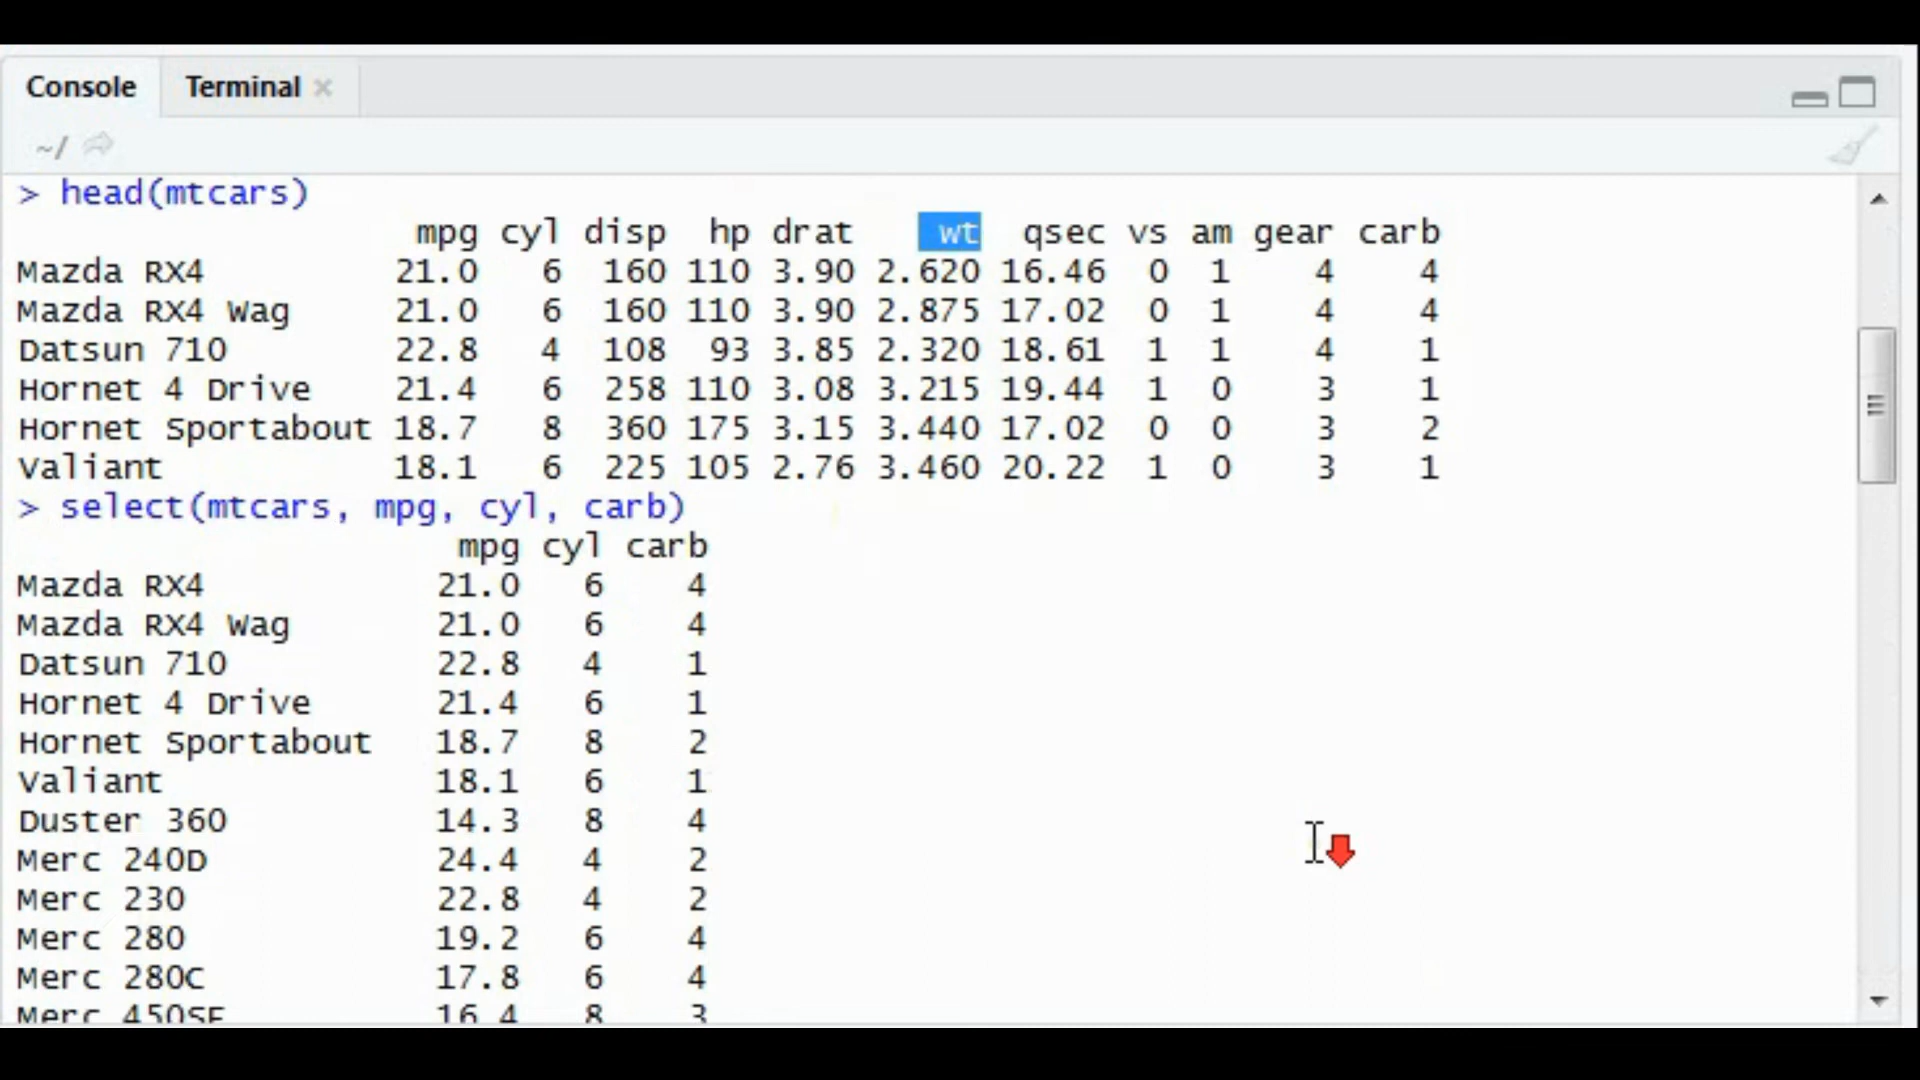 Console Terminal
~/
> head(mtcars)
mpg cyl disp hp drat wt qsec vs am gear carb
Mazda RX4 21.0 6 160 110 3.90 2.620 16.46 0 1 4 4
Mazda RX4 Wag 21.0 6 160 110 3.90 2.875 17.02 0 1 4 4
Datsun 710 22.8 4 108 93 3.85 2.320 18.61 1 1 4 1
Hornet 4 Drive 21.4 6 258 110 3.08 3.215 19.44 1 0 3 1
Hornet Sportabout 18.7 8 360 175 3.15 3.440 17.02 0 0 3 2
Valiant 18.1 6 225 105 2.76 3.460 20.22 1 0 3 1
> select(mtcars, mpg, cyl, carb)
mpg cyl carb
Mazda RX4 21.0 6 4
Mazda RX4 Wag 21.0 6 4
Datsun 710 22.8 4 1
Hornet 4 Drive 21.4 6 1
Hornet Sportabout 18.7 8 2
Valiant 18.1 6 1
Duster 360 14.3 8 4
Merc 240D 24.4 4 2
Merc 230 22.8 4 2
Merc 280 19.2 6 4
Merc 280C 17.8 6 4
Merc 450SE 16.4 8 3